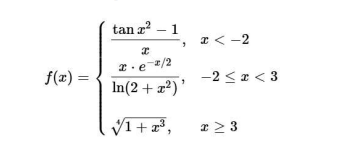 f(x) = { (tan x² − 1)/x, x < −2
(x · e^(−x/2))/(ln(2 + x²)), −2 ≤ x < 3
∜(1 + x³), x ≥ 3